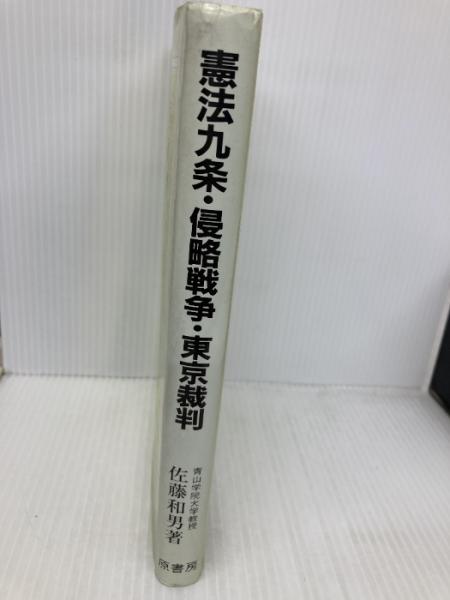 憲法九条・侵略戦争・東京裁判
青山学院大学教授
佐藤和男著
原書房